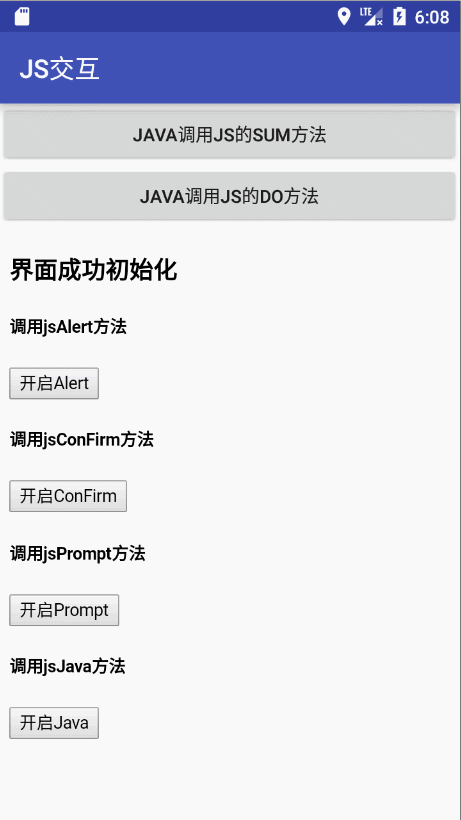 LTE 6:08
JS交互
JAVA调用JS的SUM方法
JAVA调用JS的DO方法
界面成功初始化
调用jsAlert方法
开启Alert
调用jsConFirm方法
开启ConFirm
调用jsPrompt方法
开启Prompt
调用jsJava方法
开启Java